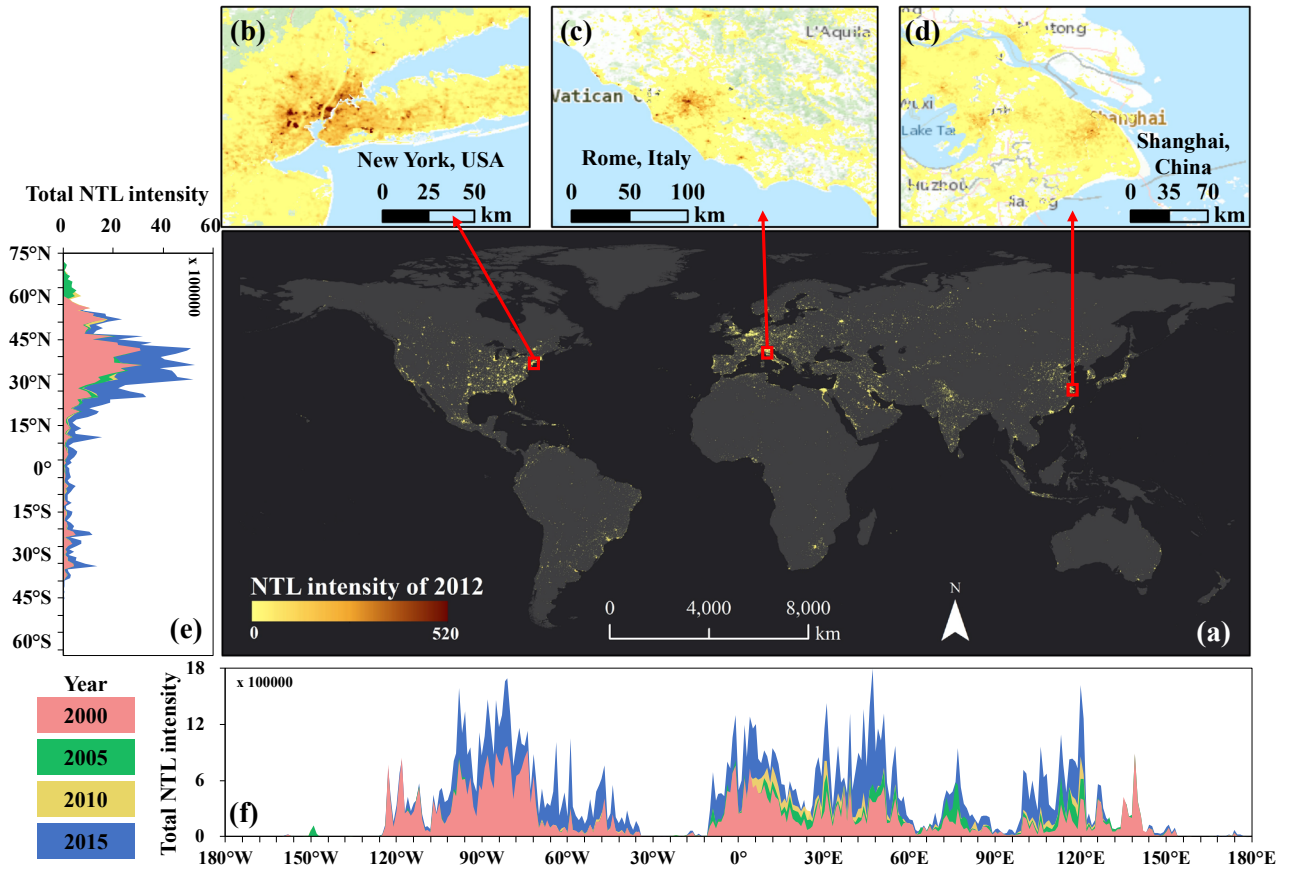 (b)
New York, USA
0 25 50
km
(c)
L'Aquila
Vatican
Rome, Italy
0 50 100
km
(d)
Shanghai
Lake
Huzhou
Shanghai,
China
0 35 70
km
Total NTL intensity
0 20 40 60
x 100000
75°N
60°N
45°N
30°N
15°N
0°
15°S
30°S
45°S
60°S
(e)
NTL intensity of 2012
0 520
0 4,000 8,000
km
N
(a)
Year
2000
2005
2010
2015
Total NTL intensity
18
12
6
0
x 100000
(f)
180°W 150°W 120°W 90°W 60°W 30°W 0° 30°E 60°E 90°E 120°E 150°E 180°E